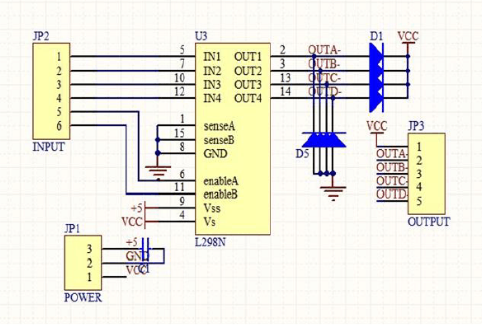 JP2 U3 D1 VCC
1 5 IN1 OUT1 2 OUTA-
2 7 IN2 OUT2 3 OUTB-
3 10 IN3 OUT3 13 OUTC-
4 12 IN4 OUT4 14 OUTD-
5
6
INPUT
1 senseA
15 senseB
8 GND
6 enableA
11 enableB
+5 9 Vss
VCC 4 Vs
L298N
D5
VCC JP3
1
OUTA 2
OUTB 3
OUTC 4
OUTD 5
OUTPUT
JP1
3 +5
2 GND
1 VCC
POWER